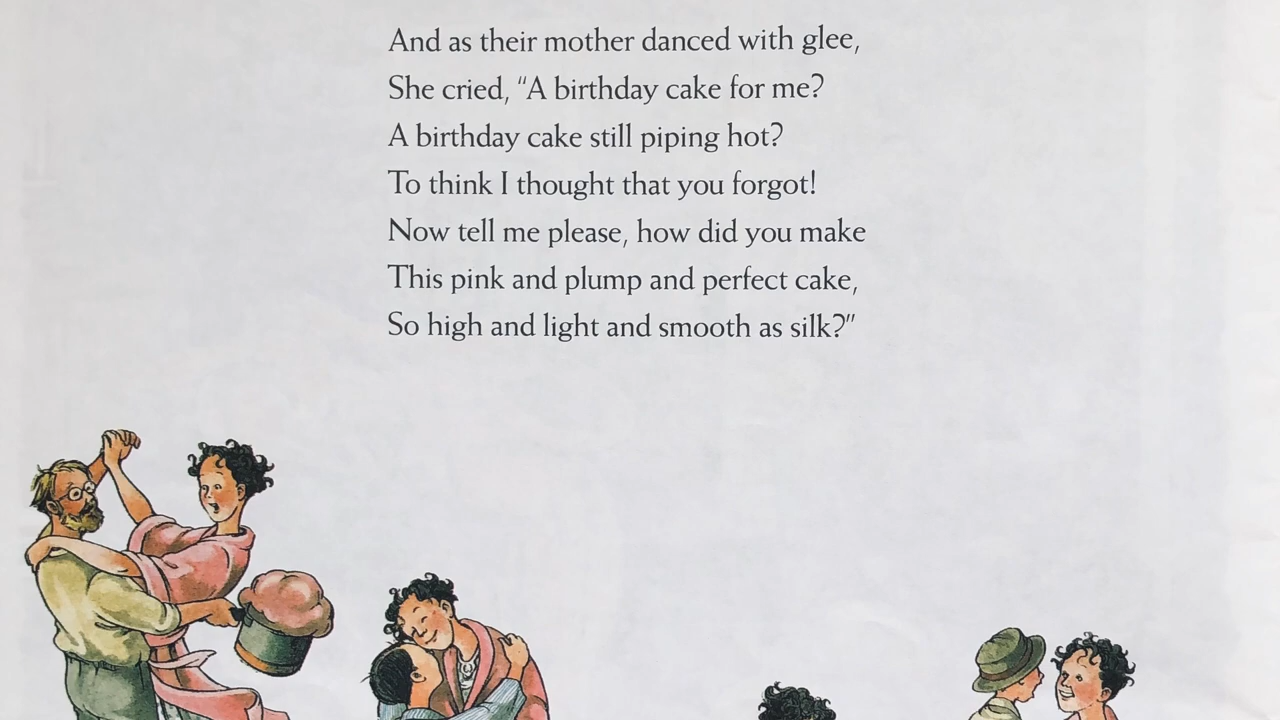 And as their mother danced with glee,
She cried, “A birthday cake for me?
A birthday cake still piping hot?
To think I thought that you forgot!
Now tell me please, how did you make
This pink and plump and perfect cake,
So high and light and smooth as silk?”